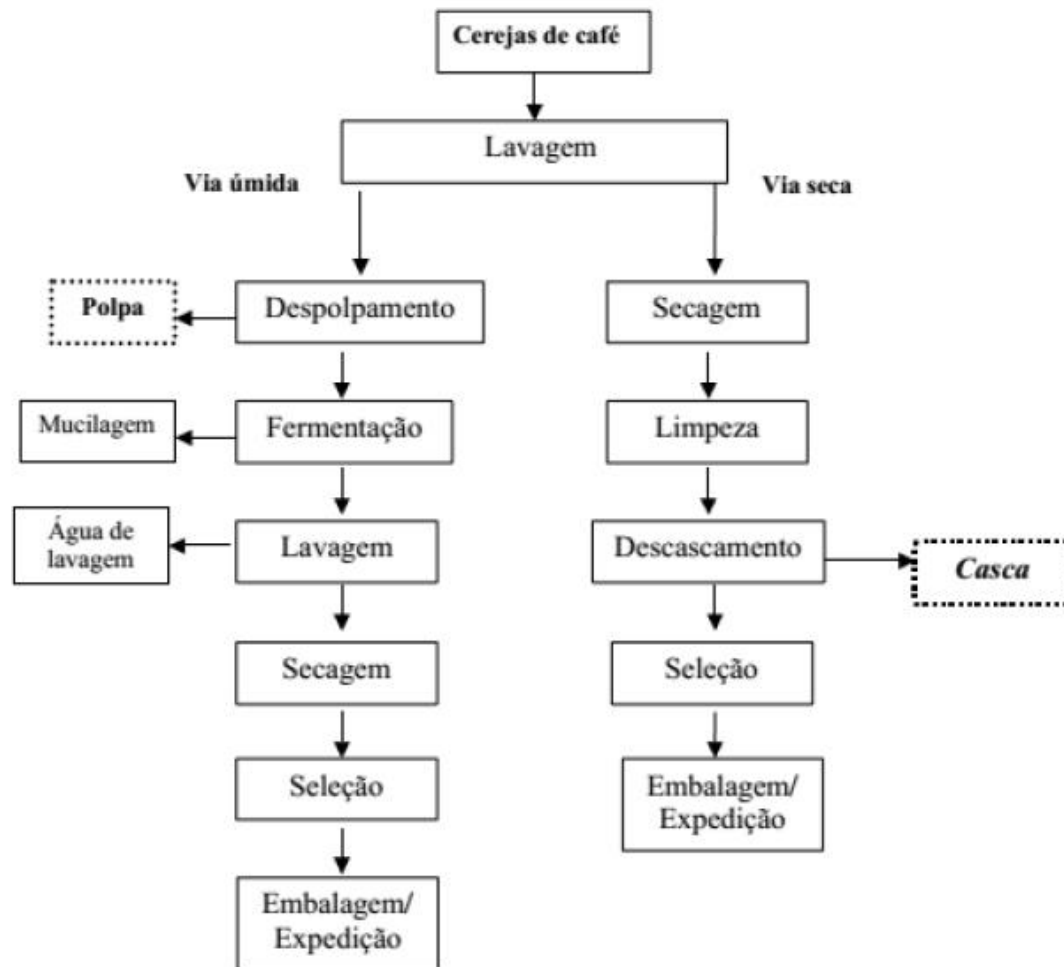 Cerejas de café
Lavagem
Via úmida
Via seca
Polpa
Despolpamento
Secagem
Mucilagem
Fermentação
Limpeza
Água de
lavagem
Lavagem
Descascamento
Casca
Secagem
Seleção
Seleção
Embalagem/
Expedição
Embalagem/
Expedição